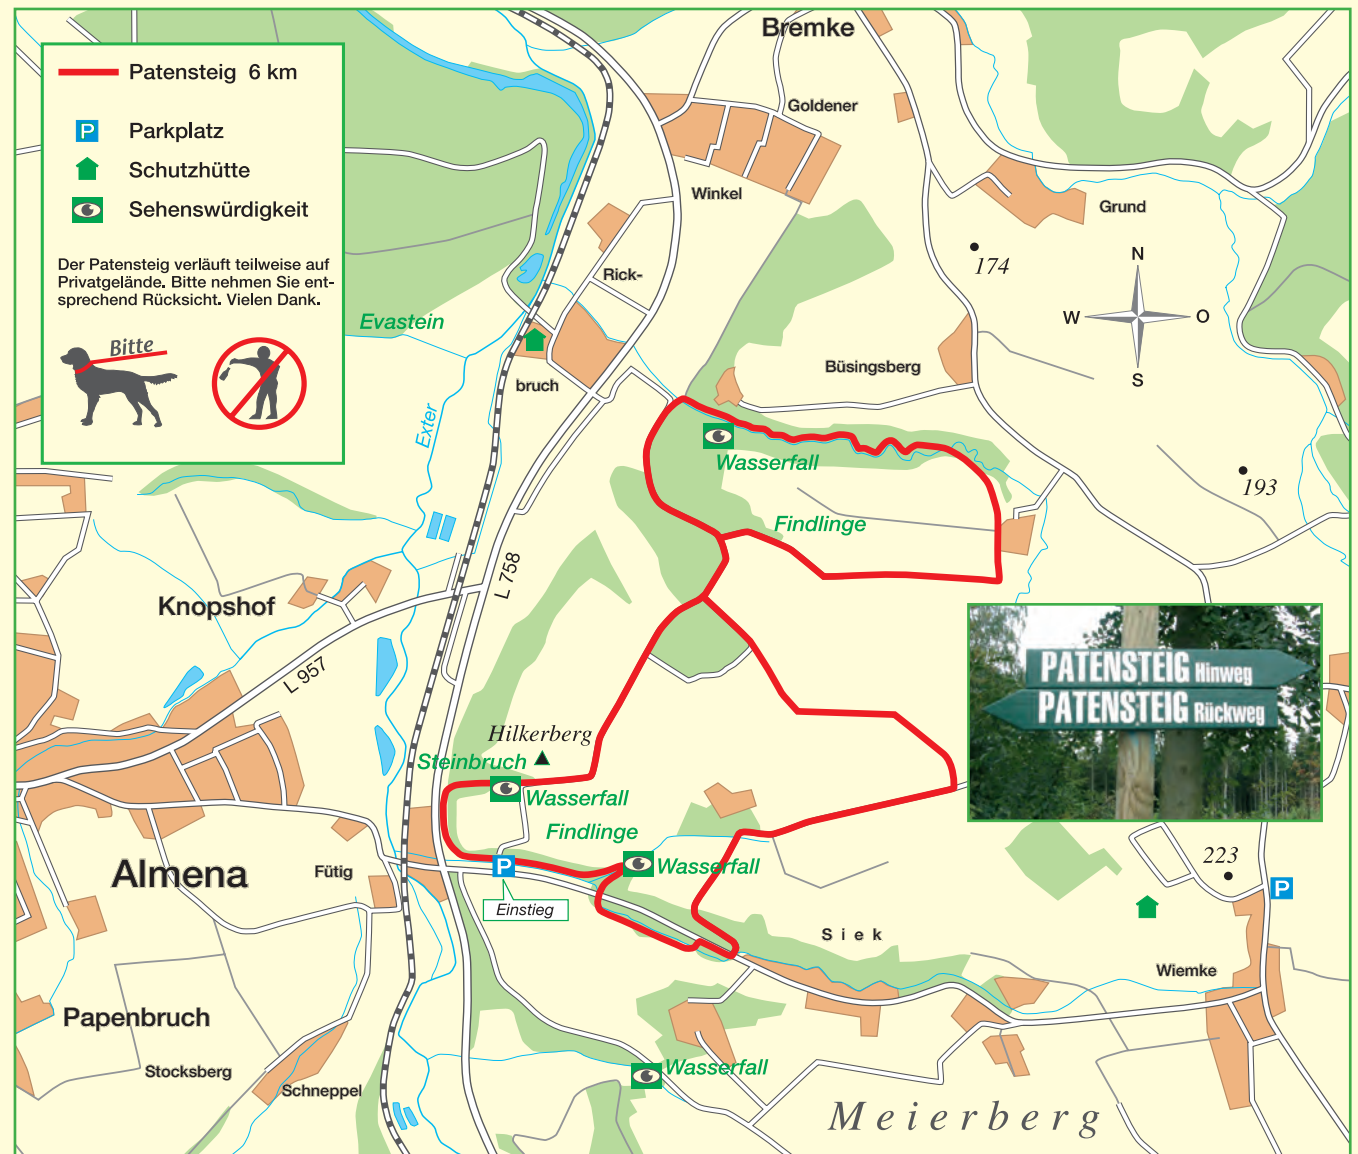 Patensteig 6 km
P Parkplatz
Schutzhütte
Sehenswürdigkeit
Der Patensteig verläuft teilweise auf
Privatgelände. Bitte nehmen Sie ent-
sprechend Rücksicht. Vielen Dank.
Bitte
Bremke
Goldener
Winkel
Grund
174
N
W
O
S
Rick-
bruch
Evastein
Exter
Büsingsberg
Wasserfall
193
Findlinge
L 758
Knopshof
L 957
PATENSTEIG Hinweg
PATENSTEIG Rückweg
Hilkerberg
Steinbruch
Wasserfall
Findlinge
Wasserfall
P
Einstieg
Almena
Fütig
223
P
Siek
Wiemke
Papenbruch
Stocksberg
Schneppel
Wasserfall
Meierberg